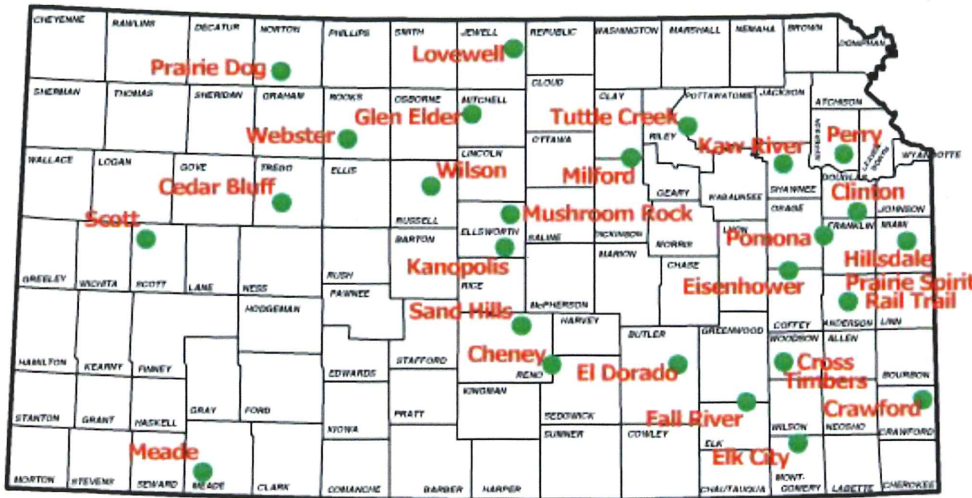 CHEYENNE
RAWLINS
DECATUR
NORTON
PHILLIPS
SMITH
JEWELL
REPUBLIC
WASHINGTON
MARSHALL
NEMAHA
BROWN
DONIPHAN
Prairie Dog
Lovewell
CLOUD
SHERMAN
THOMAS
SHERIDAN
GRAHAM
ROOKS
OSBORNE
MITCHELL
CLAY
RILEY
POTTAWATOMIE
JACKSON
ATCHISON
Webster
Glen Elder
Tuttle Creek
Kaw River
Perry
JEFFERSON
LEAVENWORTH
WYANDOTTE
WALLACE
LOGAN
GOVE
TREGO
ELLIS
LINCOLN
OTTAWA
Cedar Bluff
Wilson
Milford
GEARY
WABAUNSEE
SHAWNEE
DOUGLAS
JOHNSON
Clinton
Scott
RUSSELL
Mushroom Rock
ELLSWORTH
SALINE
DICKINSON
MORRIS
LYON
OSAGE
FRANKLIN
MIAMI
BARTON
Kanopolis
MARION
CHASE
Pomona
Hillsdale
GREELEY
WICHITA
SCOTT
LANE
NESS
RUSH
PAWNEE
RICE
McPHERSON
Eisenhower
Prairie Spirit
Rail Trail
HODGEMAN
Sand Hills
HARVEY
BUTLER
GREENWOOD
COFFEY
ANDERSON
LINN
HAMILTON
KEARNY
FINNEY
EDWARDS
STAFFORD
Cheney
RENO
El Dorado
WOODSON
ALLEN
BOURBON
Cross
Timbers
STANTON
GRANT
HASKELL
GRAY
FORD
KIOWA
PRATT
KINGMAN
SEDGWICK
Fall River
WILSON
NEOSHO
Crawford
CRAWFORD
Meade
SUMNER
COWLEY
ELK
Elk City
MORTON
STEVENS
SEWARD
MEADE
CLARK
COMANCHE
BARBER
HARPER
CHAUTAUQUA
MONT-
GOMERY
LABETTE
CHEROKEE